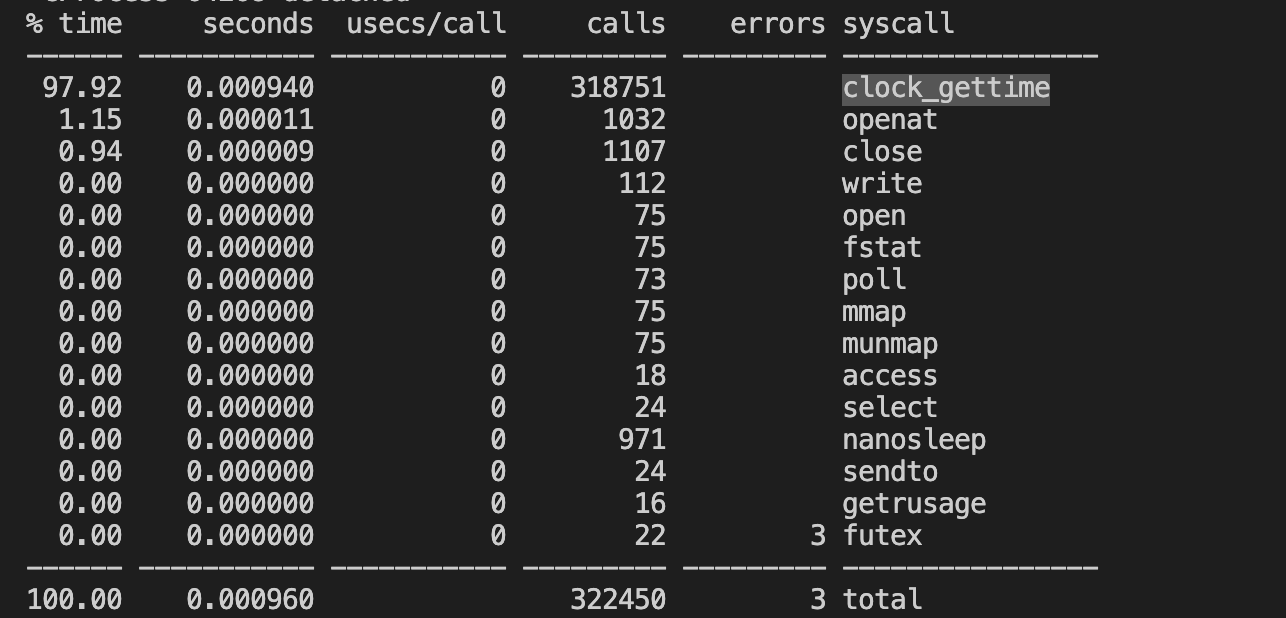 % time     seconds  usecs/call     calls    errors syscall
------ ----------- ----------- --------- --------- ----------------
 97.92    0.000940           0    318751           clock_gettime
  1.15    0.000011           0      1032           openat
  0.94    0.000009           0      1107           close
  0.00    0.000000           0       112           write
  0.00    0.000000           0        75           open
  0.00    0.000000           0        75           fstat
  0.00    0.000000           0        73           poll
  0.00    0.000000           0        75           mmap
  0.00    0.000000           0        75           munmap
  0.00    0.000000           0        18           access
  0.00    0.000000           0        24           select
  0.00    0.000000           0       971           nanosleep
  0.00    0.000000           0        24           sendto
  0.00    0.000000           0        16           getrusage
  0.00    0.000000           0        22         3 futex
------ ----------- ----------- --------- --------- ----------------
100.00    0.000960                322450         3 total